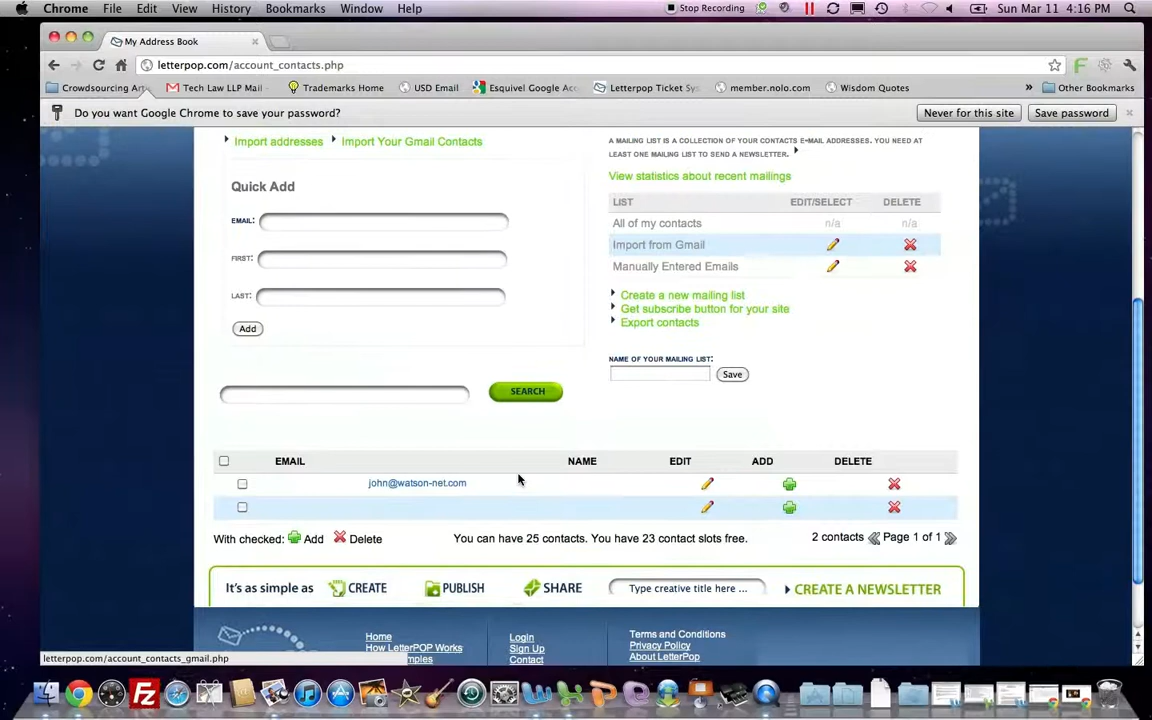 Chrome File Edit View History Bookmarks Window Help Stop Recording Sun Mar 11 4:16 PM
My Address Book
letterpop.com/account_contacts.php
Crowdsourcing Art Tech Law LLP Mail Trademarks Home USD Email Esquivel Google Acc Letterpop Ticket Sy member.nolo.com Wisdom Quotes » Other Bookmarks
Do you want Google Chrome to save your password? Never for this site Save password
Import addresses Import Your Gmail Contacts
A MAILING LIST IS A COLLECTION OF YOUR CONTACTS E-MAIL ADDRESSES. YOU NEED AT
LEAST ONE MAILING LIST TO SEND A NEWSLETTER.
View statistics about recent mailings
Quick Add
EMAIL:
FIRST:
LAST:
Add
LIST EDIT/SELECT DELETE
All of my contacts n/a n/a
Import from Gmail
Manually Entered Emails
Create a new mailing list
Get subscribe button for your site
Export contacts
NAME OF YOUR MAILING LIST:
Save
SEARCH
EMAIL NAME EDIT ADD DELETE
john@watson-net.com
With checked: Add Delete You can have 25 contacts. You have 23 contact slots free. 2 contacts Page 1 of 1
It's as simple as CREATE PUBLISH SHARE Type creative title here ... CREATE A NEWSLETTER
Home Login Terms and Conditions
How LetterPOP Works Sign Up Privacy Policy
mples Contact About LetterPop
letterpop.com/account_contacts_gmail.php